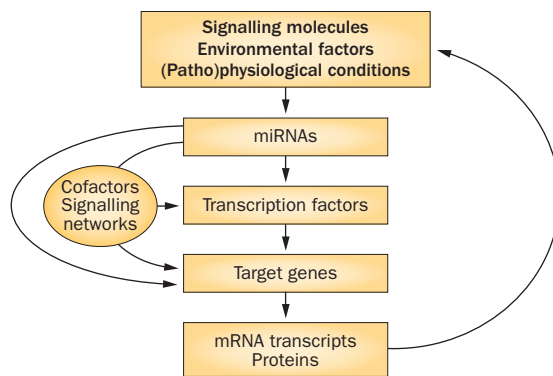 Signalling molecules
Environmental factors
(Patho)physiological conditions
miRNAs
Cofactors
Signalling
networks
Transcription factors
Target genes
mRNA transcripts
Proteins